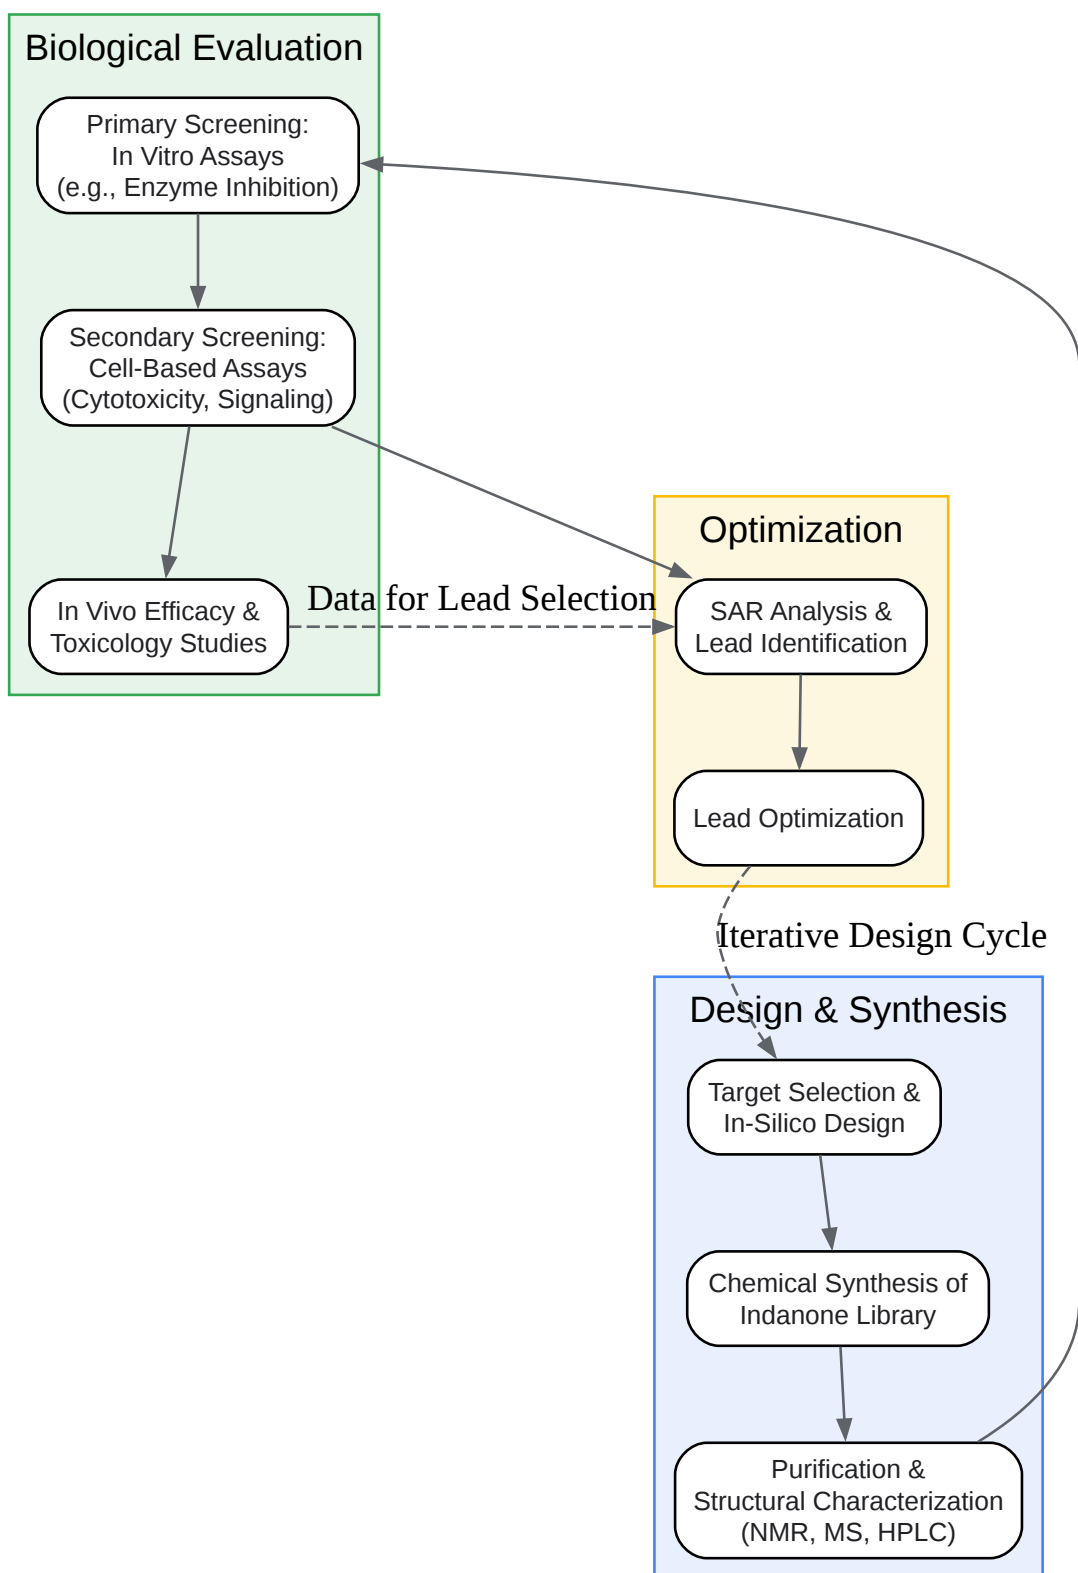 Biological Evaluation
Primary Screening:
In Vitro Assays
(e.g., Enzyme Inhibition)
Secondary Screening:
Cell-Based Assays
(Cytotoxicity, Signaling)
In Vivo Efficacy &
Toxicology Studies
Data for Lead Selection
Optimization
SAR Analysis &
Lead Identification
Lead Optimization
Iterative Design Cycle
Design & Synthesis
Target Selection &
In-Silico Design
Chemical Synthesis of
Indanone Library
Purification &
Structural Characterization
(NMR, MS, HPLC)